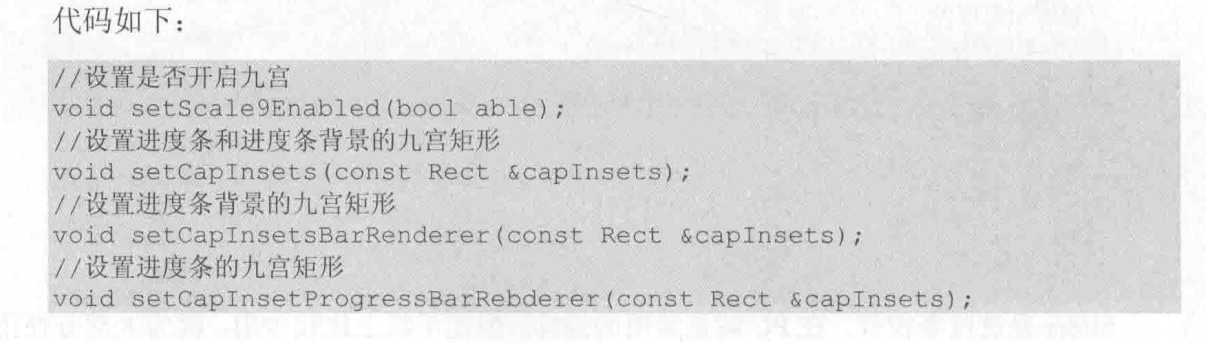 代码如下：
//设置是否开启九宫
void setScale9Enabled(bool able);
//设置进度条和进度条背景的九宫矩形
void setCapInsets(const Rect &capInsets);
//设置进度条背景的九宫矩形
void setCapInsetsBarRenderer(const Rect &capInsets);
//设置进度条的九宫矩形
void setCapInsetProgressBarRebderer(const Rect &capInsets);